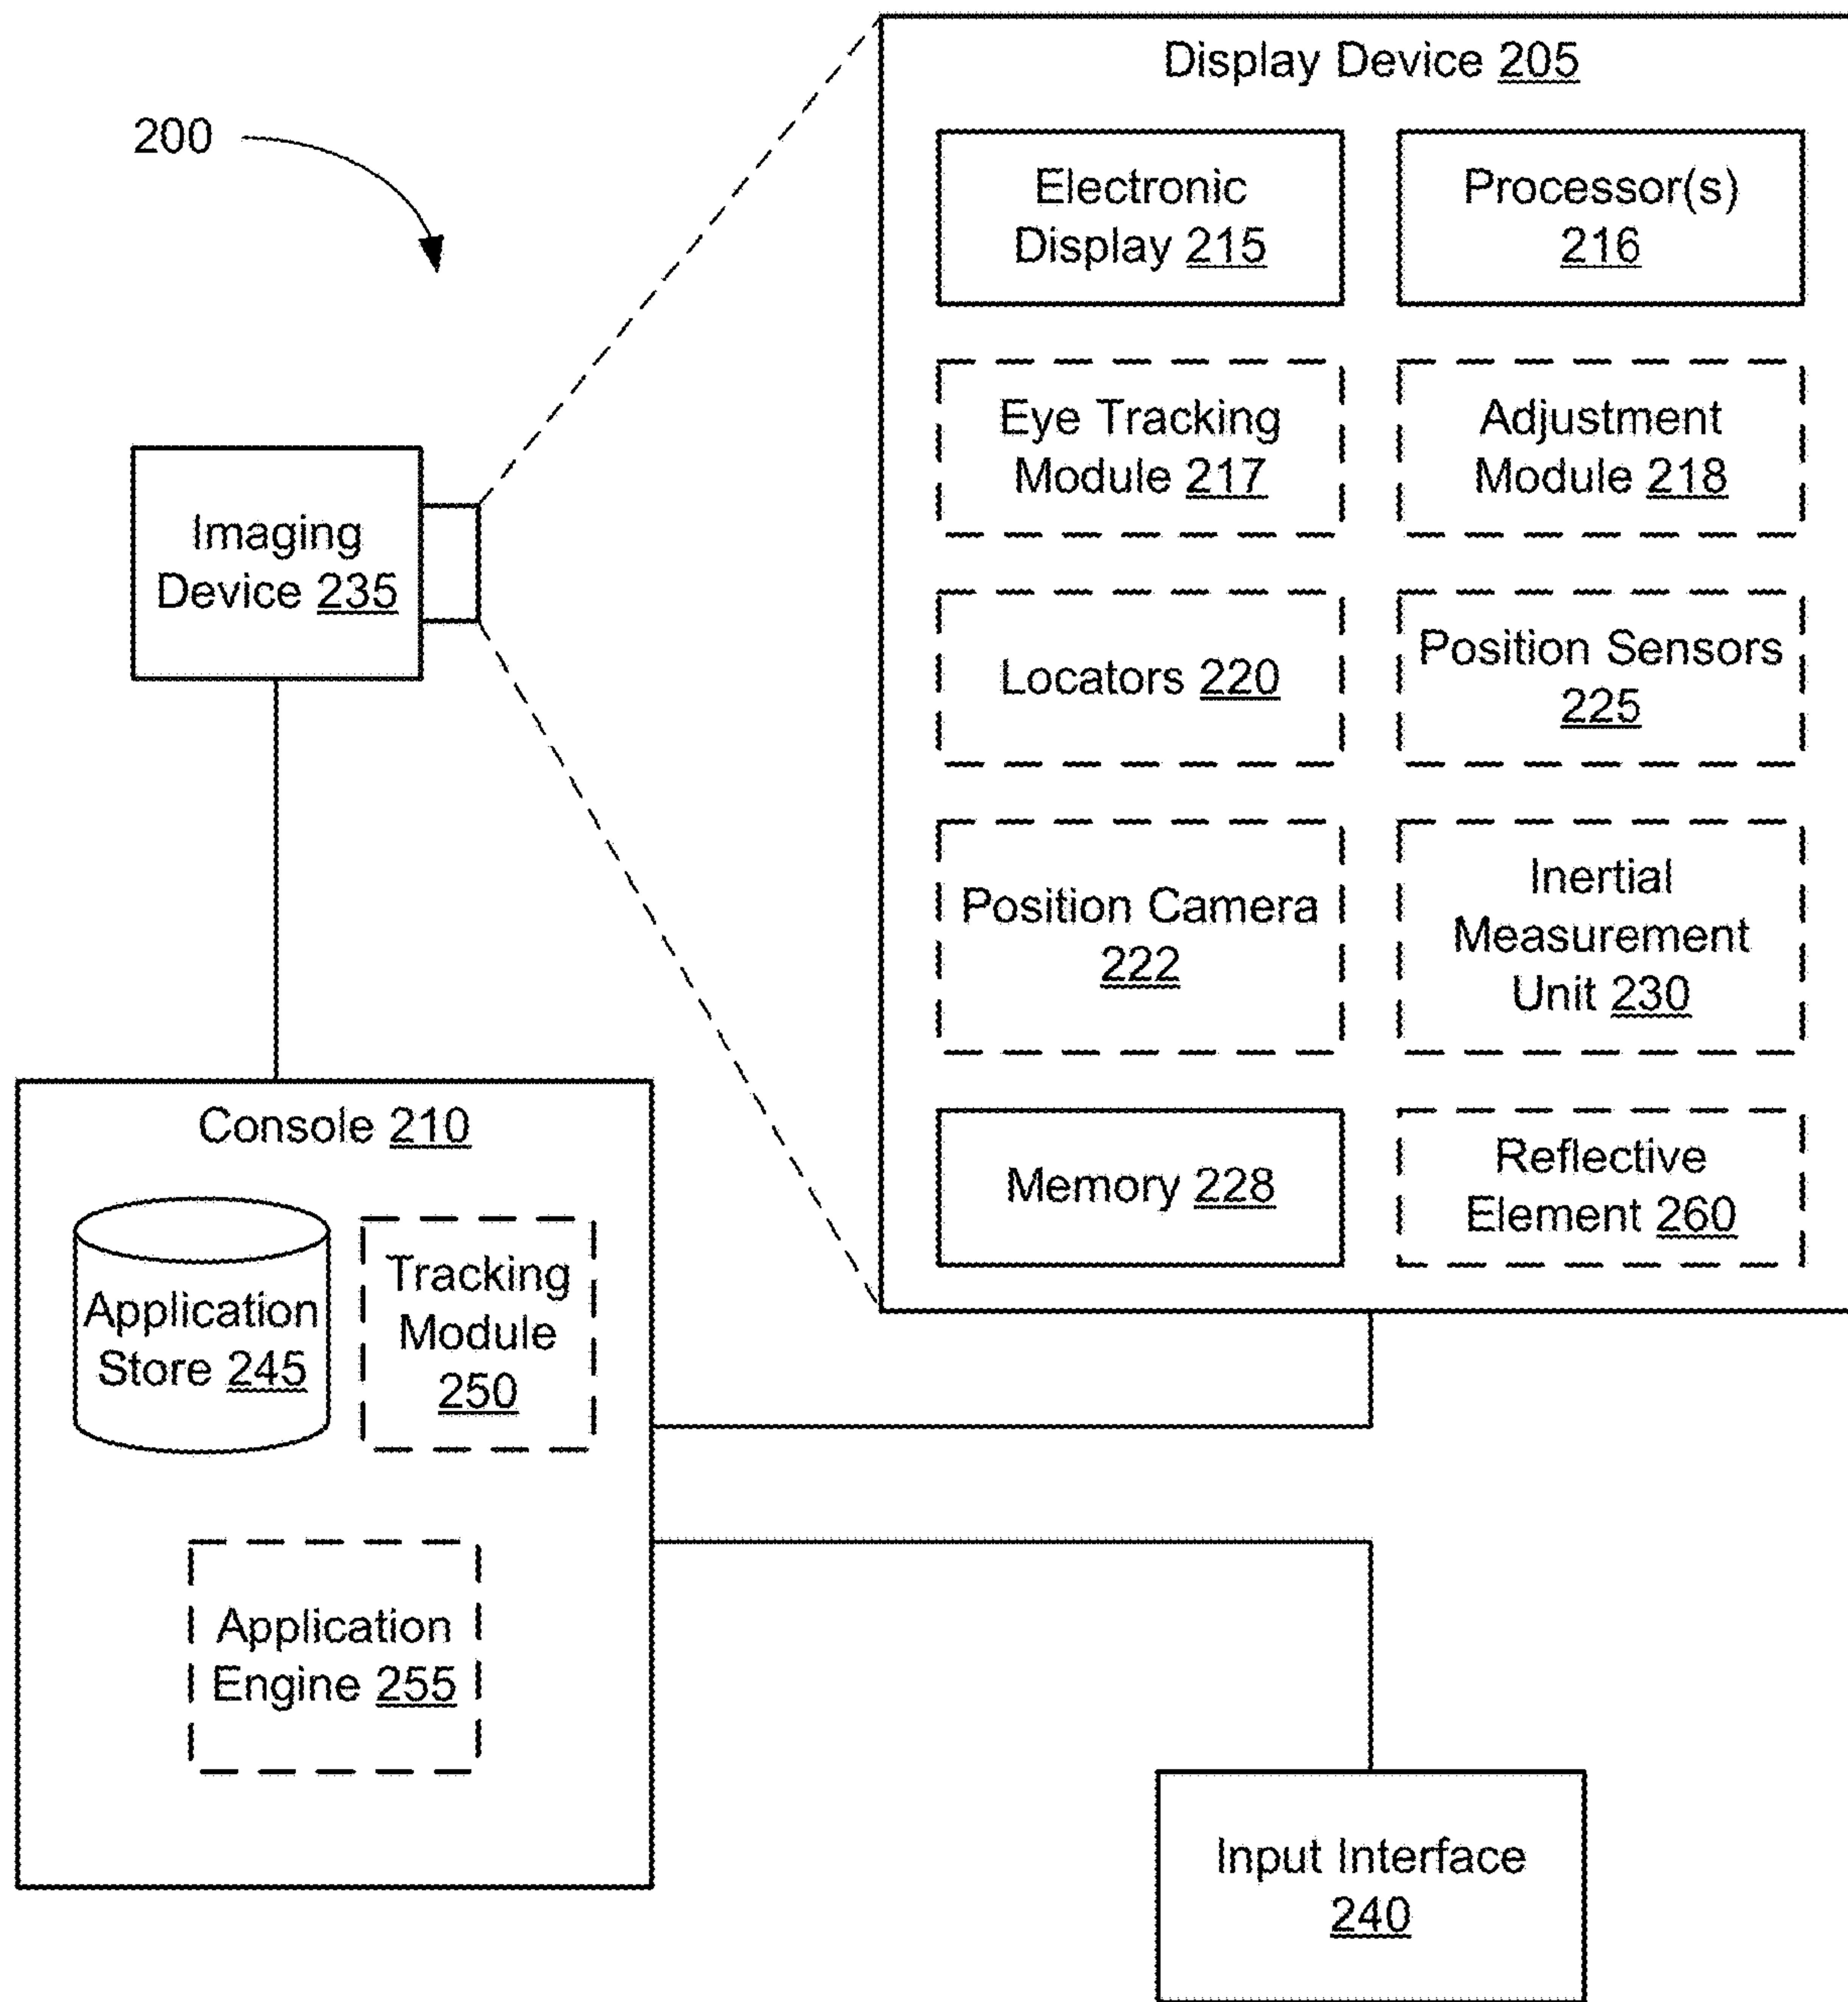 200
Display Device 205
Electronic
Display 215
Processor(s)
216
Eye Tracking
Module 217
Adjustment
Module 218
Locators 220
Position Sensors
225
Position Camera
222
Inertial
Measurement
Unit 230
Memory 228
Reflective
Element 260
Imaging
Device 235
Console 210
Application
Store 245
Tracking
Module
250
Application
Engine 255
Input Interface
240